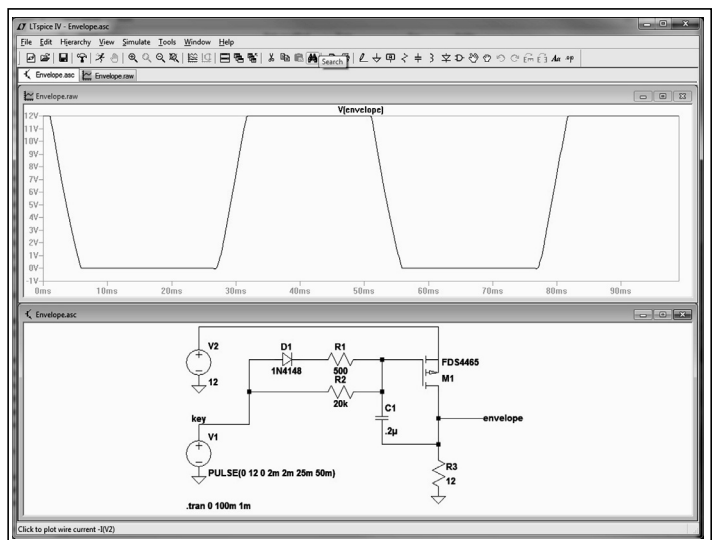 LTspice IV - Envelope.asc
File Edit Hierarchy View Simulate Tools Window Help
Search
Envelope.asc Envelope.raw
Envelope.raw
V[envelope]
12V
11V
10V
9V
8V
7V
6V
5V
4V
3V
2V
1V
0V
-1V
0ms 10ms 20ms 30ms 40ms 50ms 60ms 70ms 80ms 90ms
Envelope.asc
V2
12
D1
1N4148
R1
500
R2
20k
C1
.2µ
FDS4465
M1
envelope
R3
12
key
V1
PULSE(0 12 0 2m 2m 25m 50m)
.tran 0 100m 1m
Click to plot wire current -I(V2)